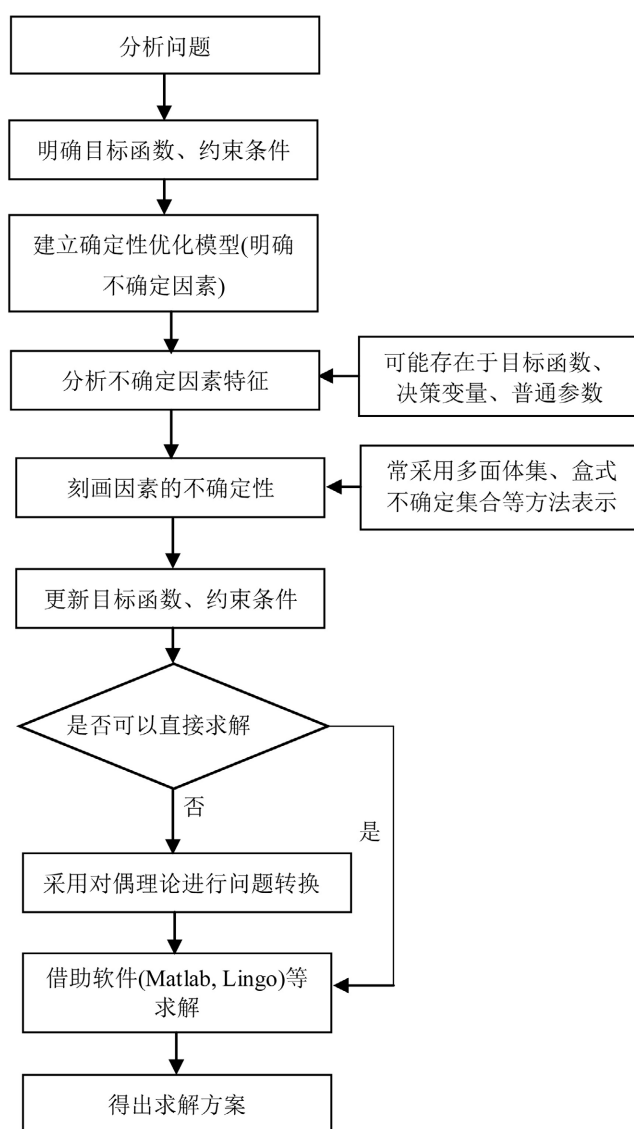 分析问题
明确目标函数、约束条件
建立确定性优化模型(明确
不确定因素)
分析不确定因素特征
可能存在于目标函数、
决策变量、普通参数
刻画因素的不确定性
常采用多面体集、盒式
不确定集合等方法表示
更新目标函数、约束条件
是否可以直接求解
否
是
采用对偶理论进行问题转换
借助软件(Matlab, Lingo)等
求解
得出求解方案